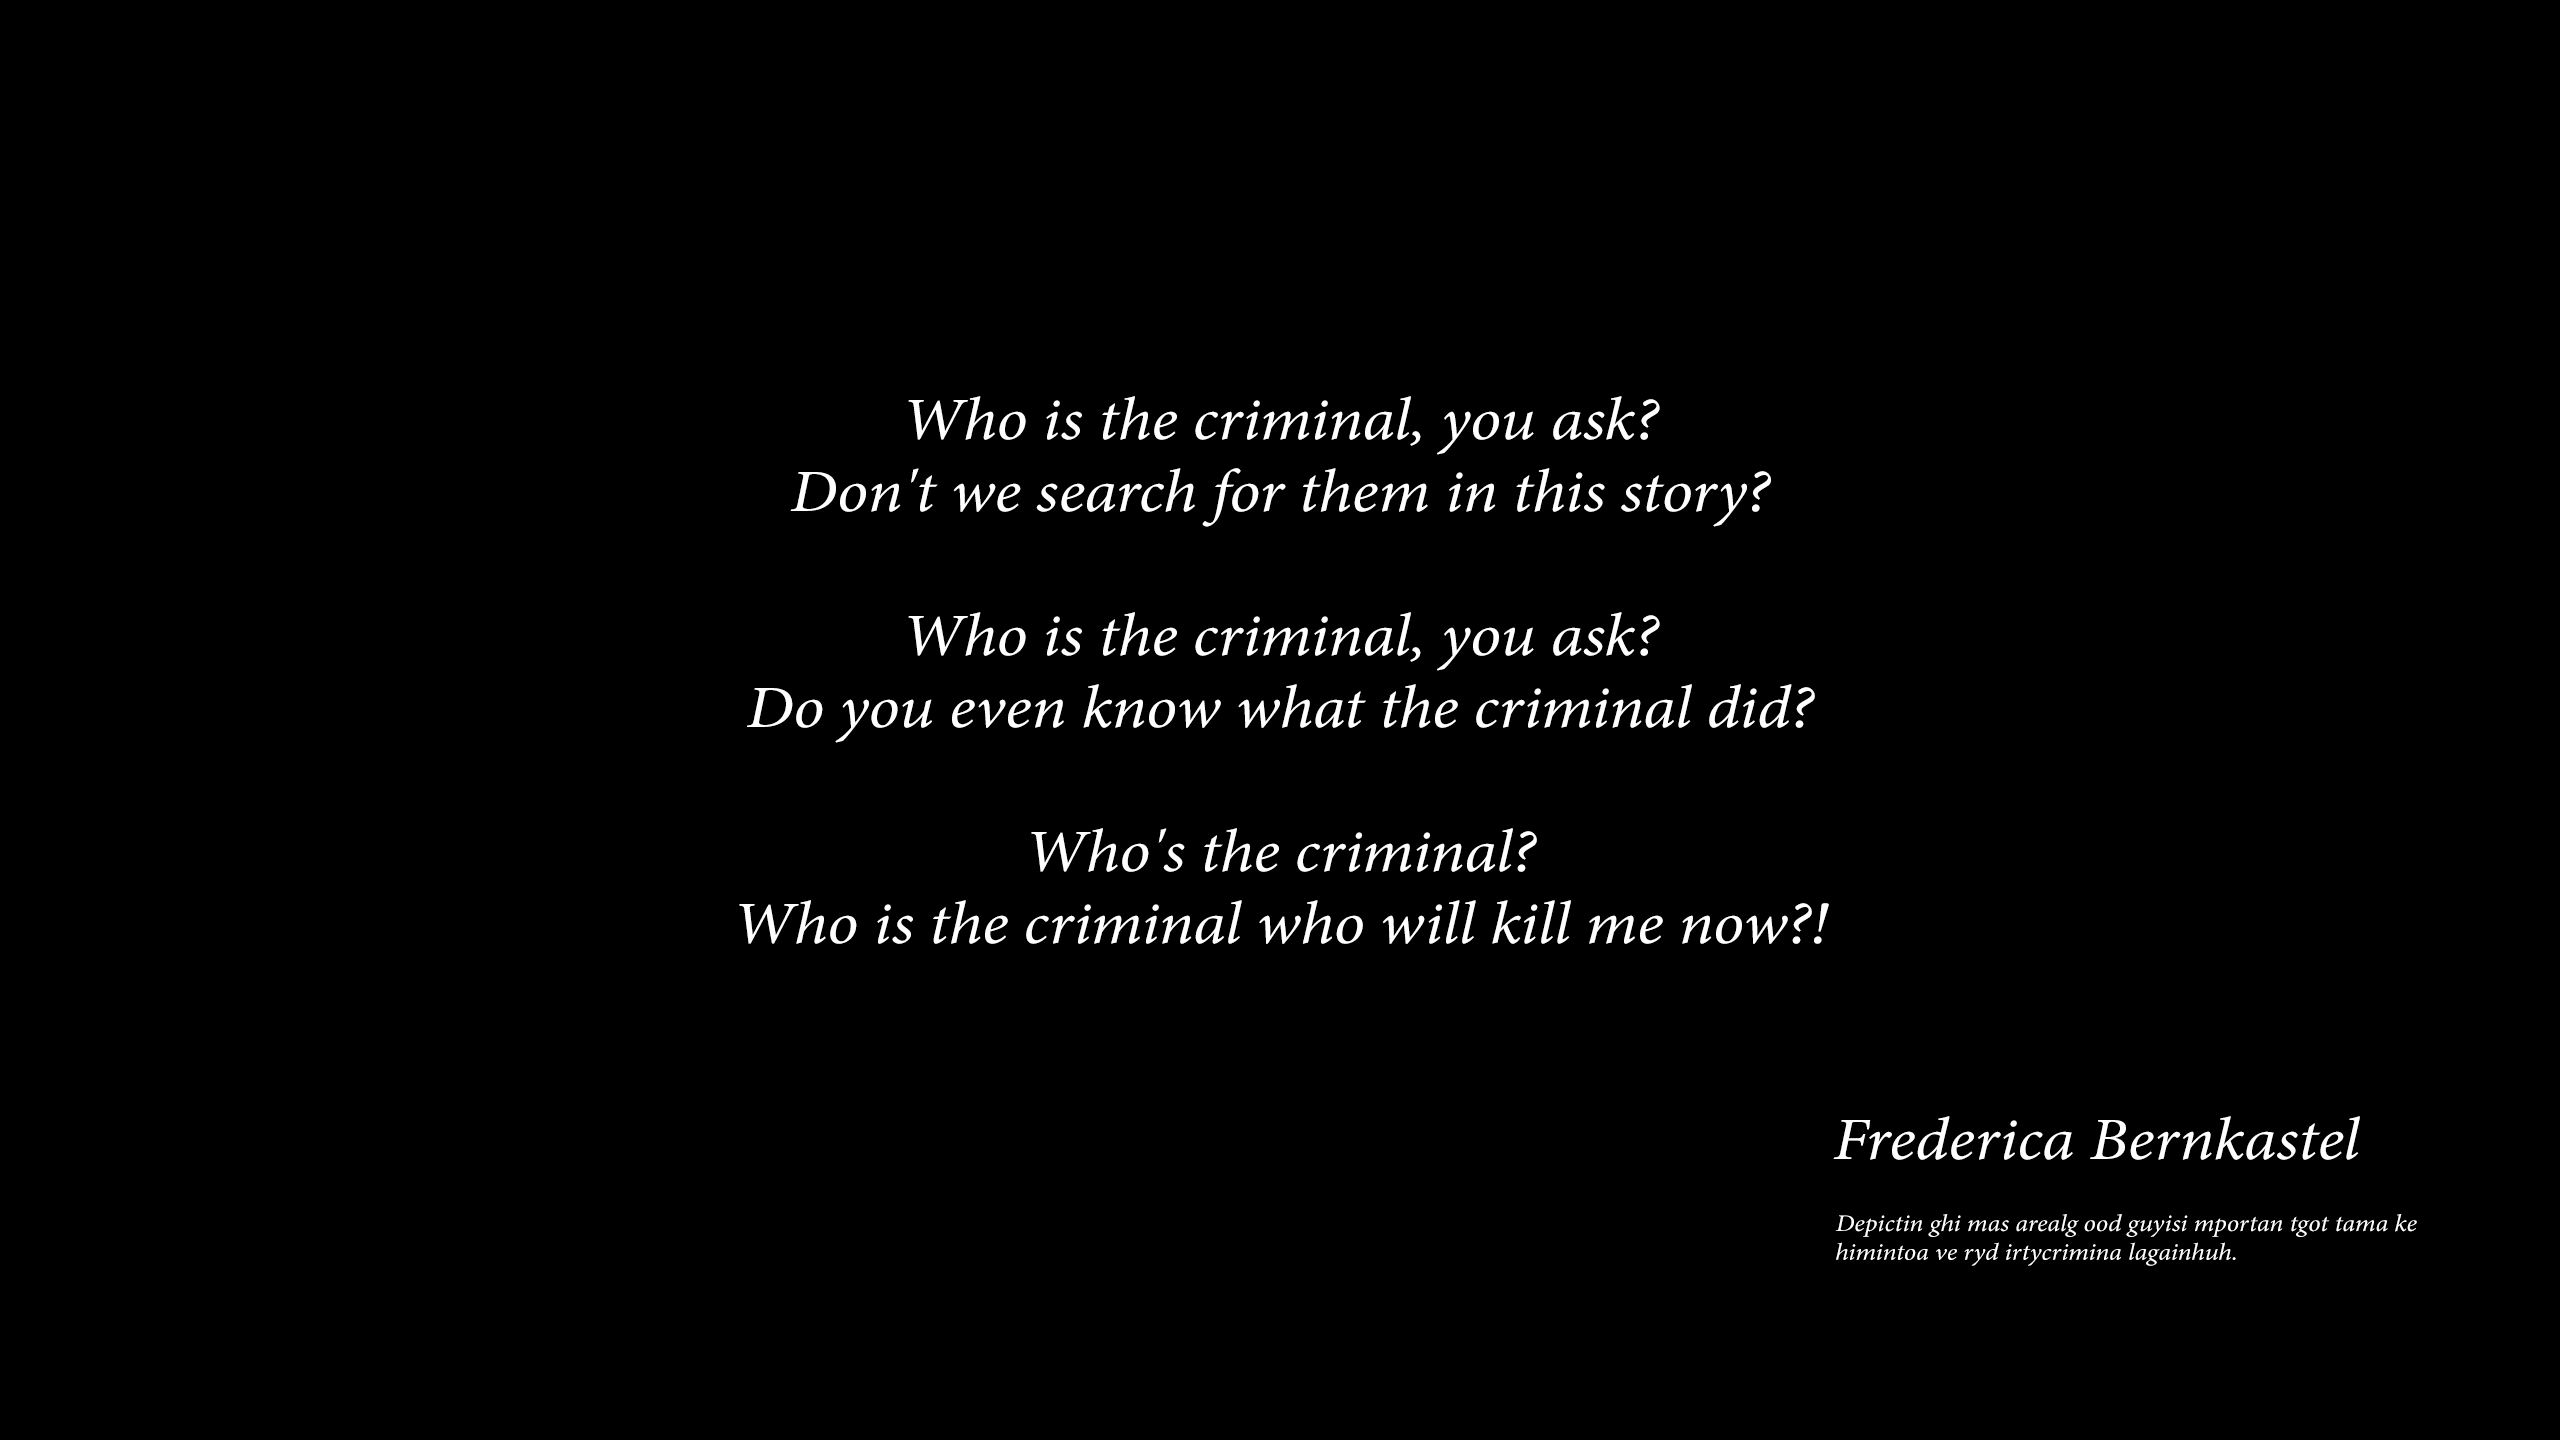 Who is the criminal, you ask?
Don't we search for them in this story?
Who is the criminal, you ask?
Do you even know what the criminal did?
Who's the criminal?
Who is the criminal who will kill me now?!
Frederica Bernkastel
Depictin ghi mas arealg ood guyisi mportan tgot tama ke
himintoa ve ryd irtycrimina lagainhuh.